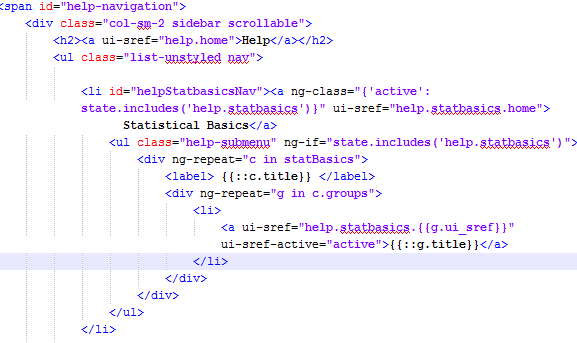 <span id="help-navigation">
<div class="col-sm-2 sidebar scrollable">
<h2><a ui-sref="help.home">Help</a></h2>
<ul class="list-unstyled nav">
<li id="helpStatbasicsNav"><a ng-class="{'active':
state.includes('help.statbasics')}" ui-sref="help.statbasics.home">
Statistical Basics</a>
<ul class="help-submenu" ng-if="state.includes('help.statbasics')">
<div ng-repeat="c in statBasics">
<label> {{::c.title}} </label>
<div ng-repeat="g in c.groups">
<li>
<a ui-sref="help.statbasics.{{g.ui_sref}}"
ui-sref-active="active">{{::g.title}}</a>
</li>
</div>
</div>
</ul>
</li>